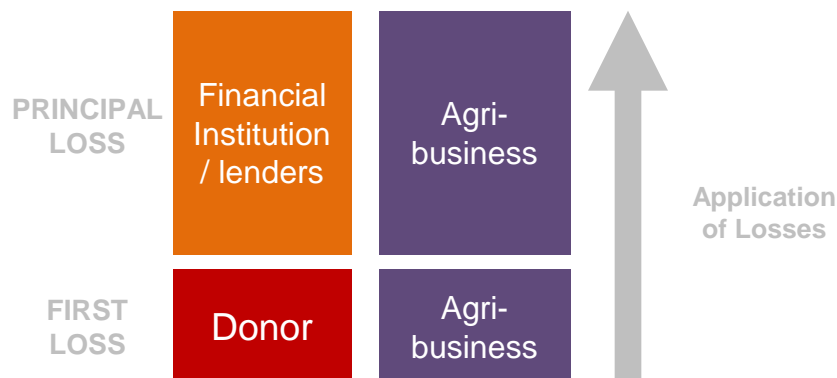 PRINCIPAL
LOSS
Financial
Institution
/ lenders
Agri-
business
Application
of Losses
FIRST
LOSS
Donor
Agri-
business